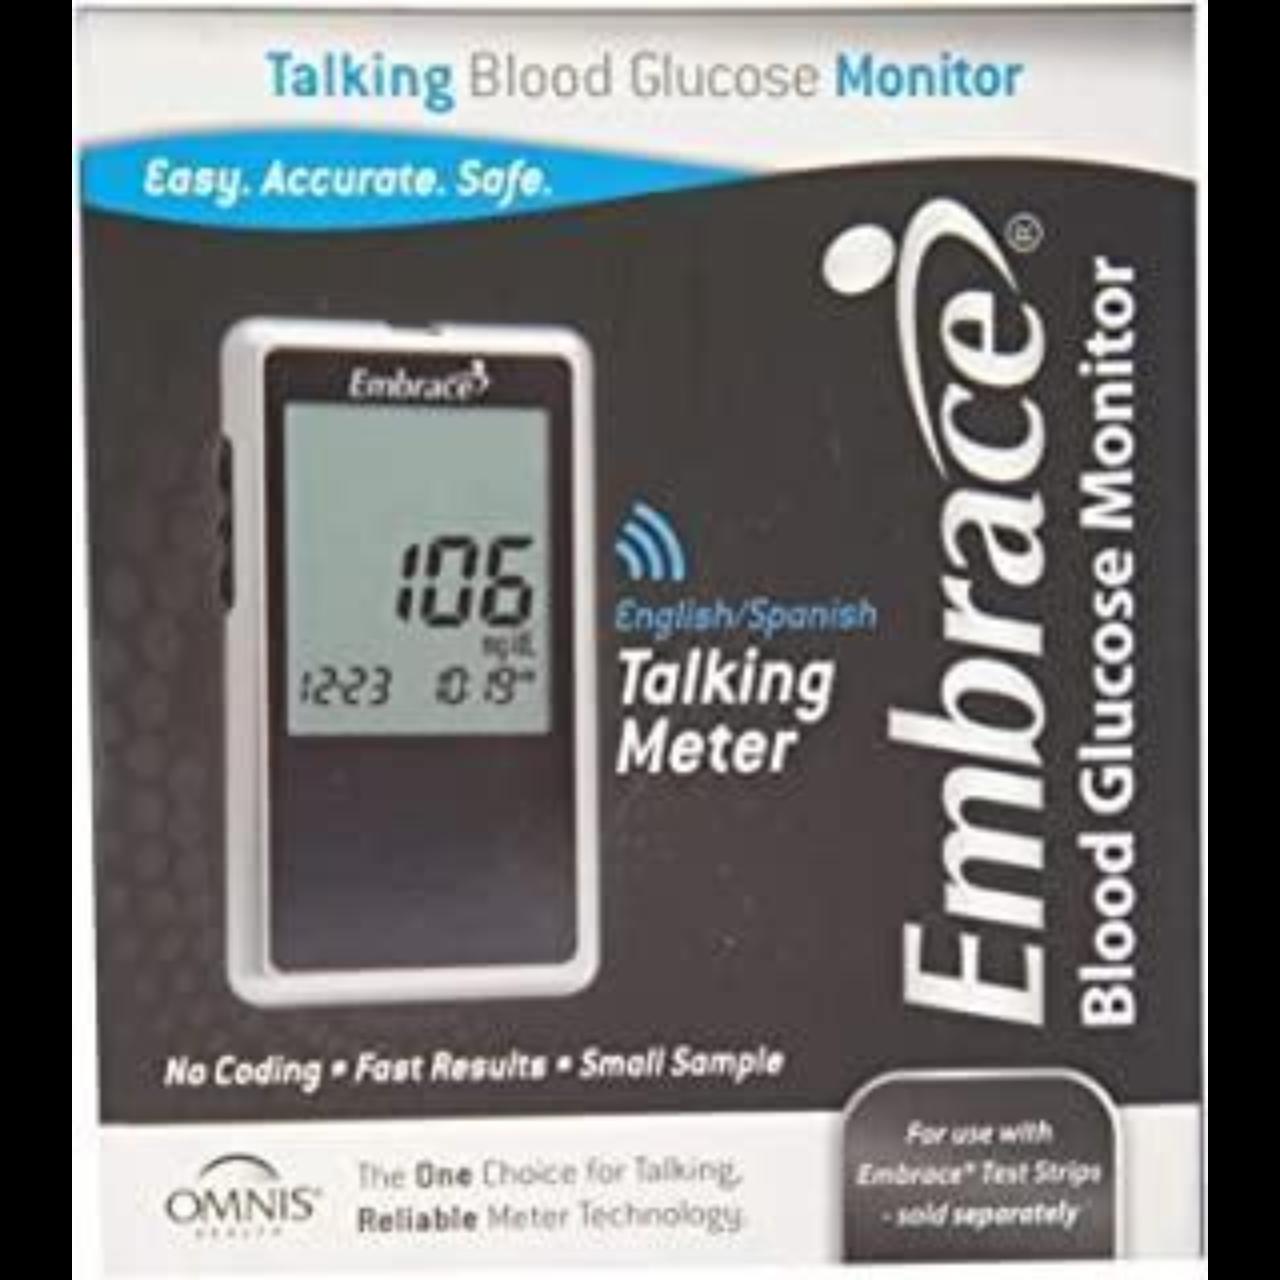 Talking Blood Glucose Monitor
Easy. Accurate. Safe.
Embrace®
Blood Glucose Monitor
Embrace
106
mg/dL
12-23 10:19
English/Spanish
Talking
Meter
No Coding • Fast Results • Small Sample
OMNIS®
HEALTH
The One Choice for Talking,
Reliable Meter Technology.
For use with
Embrace® Test Strips
- sold separately